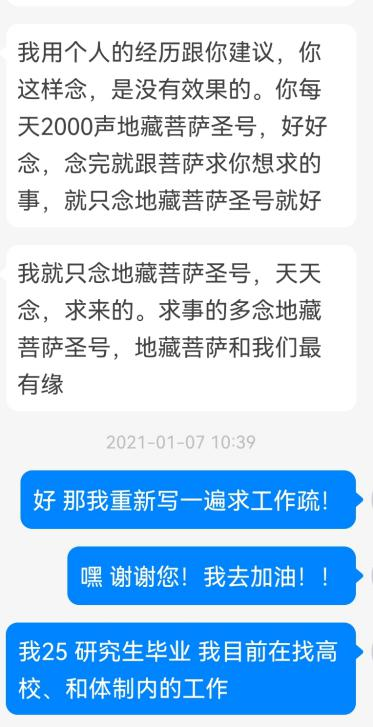 我用个人的经历跟你建议，你
这样念，是没有效果的。你每
天2000声地藏菩萨圣号，好好
念，念完就跟菩萨求你想求的
事，就只念地藏菩萨圣号就好
我就只念地藏菩萨圣号，天天
念，求来的。求事的多念地藏
菩萨圣号，地藏菩萨和我们最
有缘
2021-01-07 10:39
好 那我重新写一遍求工作疏！
嘿 谢谢您！我去加油！！
我25 研究生毕业 我目前在找高
校、和体制内的工作